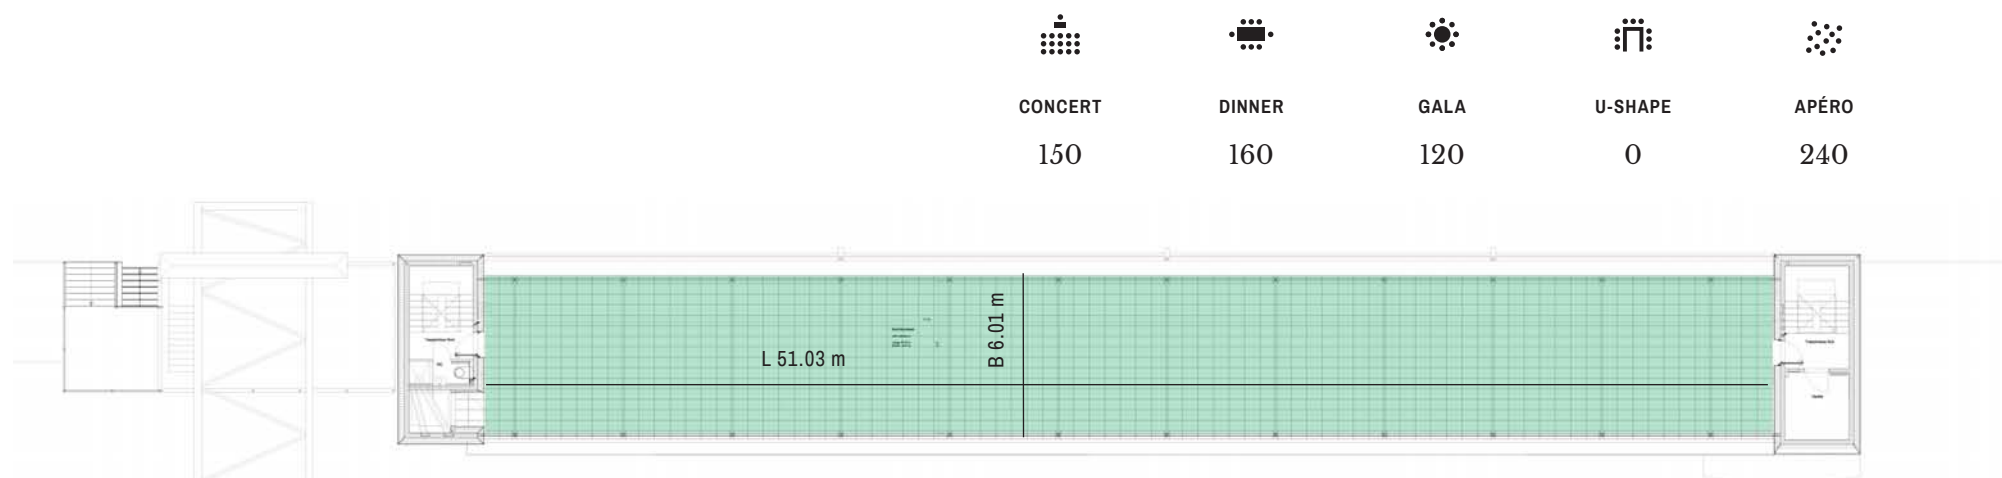 CONCERT DINNER GALA U-SHAPE APÉRO
150 160 120 0 240
B 6.01 m
L 51.03 m